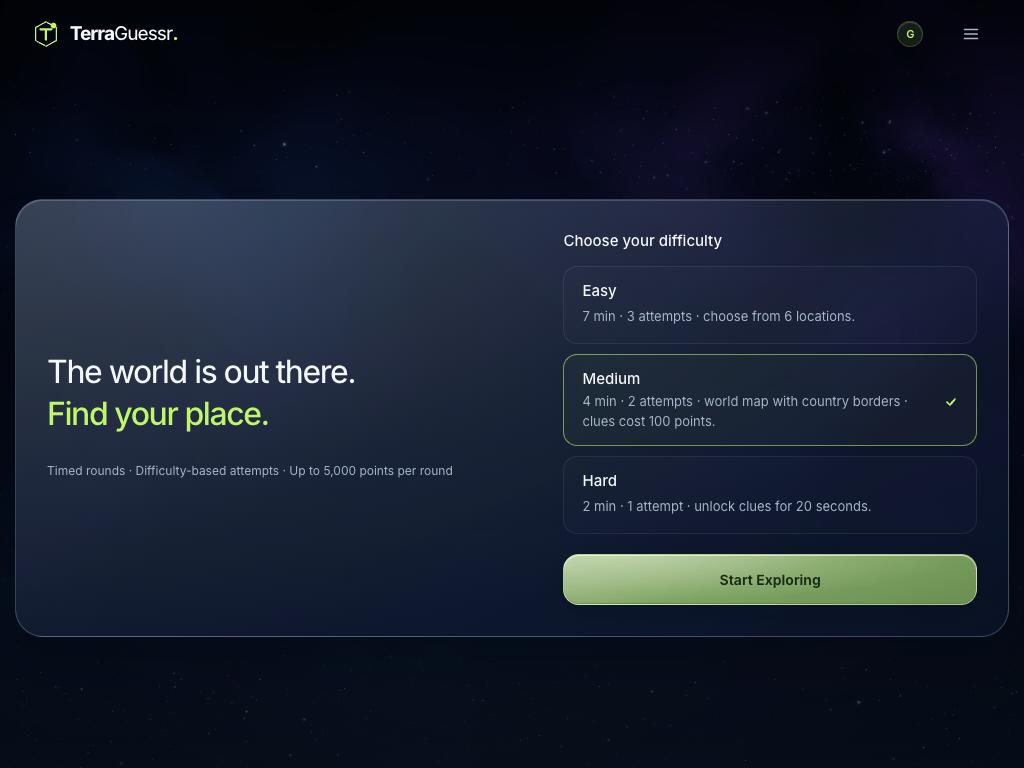 TerraGuessr.
G
The world is out there.
Find your place.
Timed rounds · Difficulty-based attempts · Up to 5,000 points per round
Choose your difficulty
Easy
7 min · 3 attempts · choose from 6 locations.
Medium
4 min · 2 attempts · world map with country borders ·
clues cost 100 points.
Hard
2 min · 1 attempt · unlock clues for 20 seconds.
Start Exploring